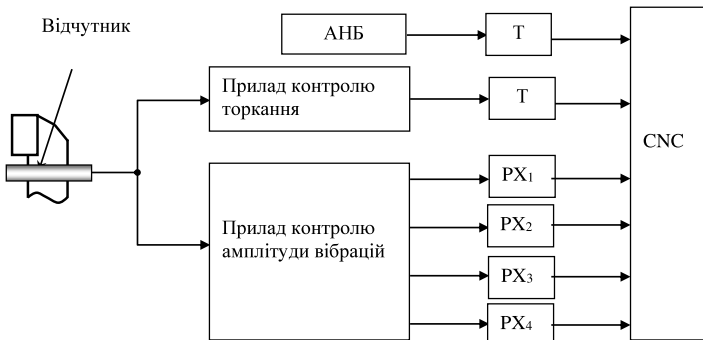 Відчутник
АНБ
Т
Прилад контролю
торкання
Т
CNC
РХ1
Прилад контролю
амплітуди вібрацій
РХ2
РХ3
РХ4